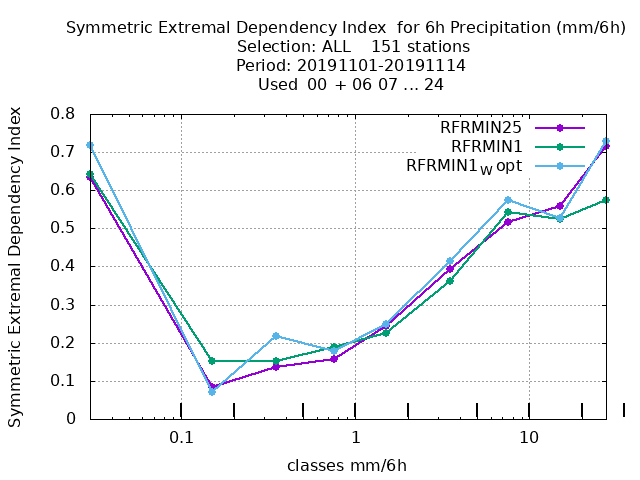 Symmetric Extremal Dependency Index for 6h Precipitation (mm/6h)
Selection: ALL 151 stations
Period: 20191101-20191114
Used 00 + 06 07 ... 24
Symmetric Extremal Dependency Index
0.8
0.7
0.6
0.5
0.4
0.3
0.2
0.1
0
RFRMIN25
RFRMIN1
RFRMIN1_W opt
0.1 1 10
classes mm/6h